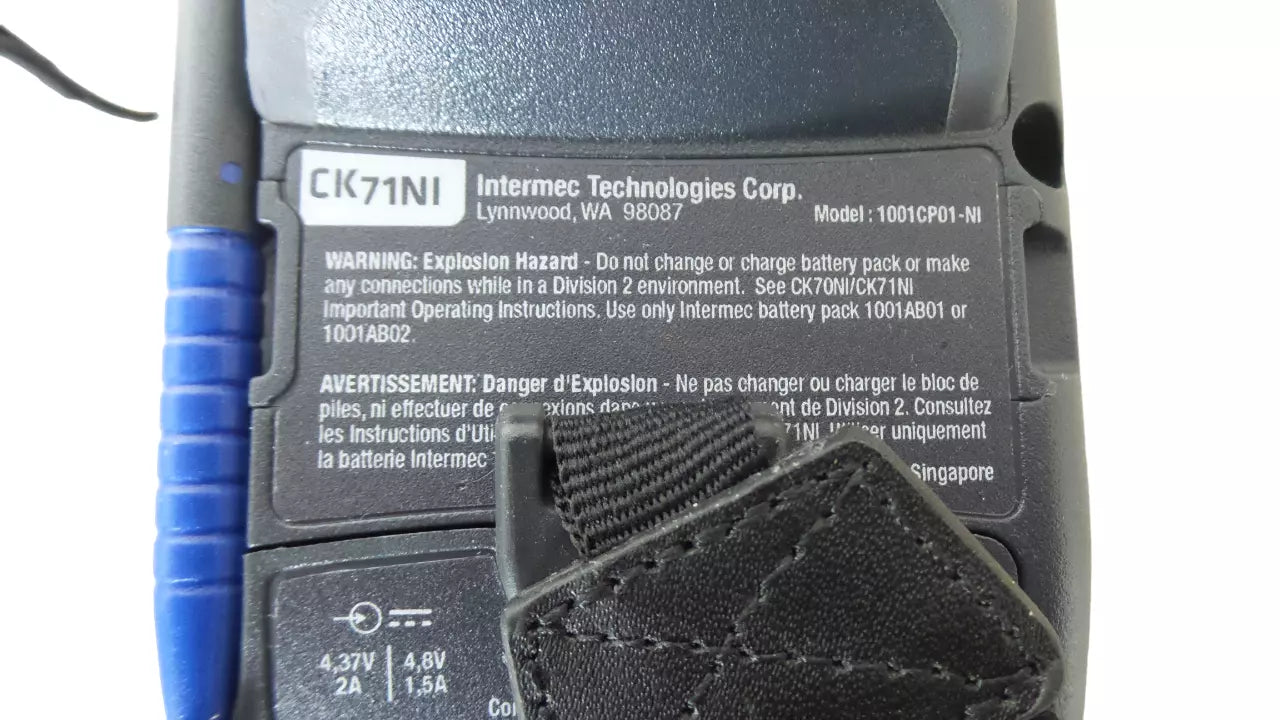 CK71NI
Intermec Technologies Corp.
Lynnwood, WA 98087
Model : 1001CP01-NI
WARNING: Explosion Hazard - Do not change or charge battery pack or make
any connections while in a Division 2 environment. See CK70NI/CK71NI
Important Operating Instructions. Use only Intermec battery pack 1001AB01 or
1001AB02.
AVERTISSEMENT: Danger d'Explosion - Ne pas changer ou charger le bloc de
piles, ni effectuer de de Division 2. Consultez
les Instructions uniquement
la batterie Intermec
Singapore
4,37V 4,8V
2A 1,5A